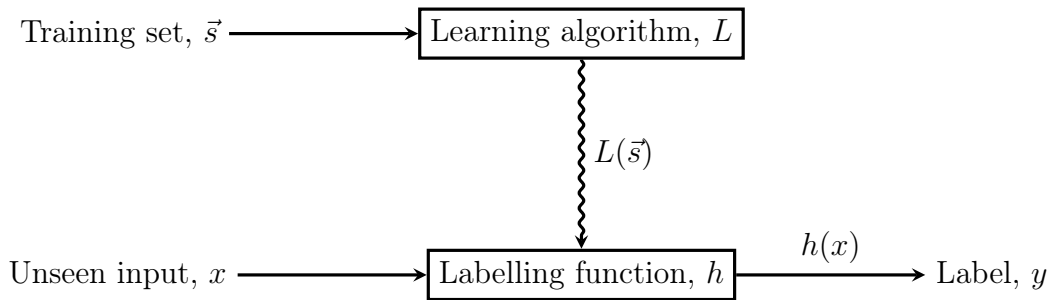 Training set, $\vec{s}$
Learning algorithm, $L$
$L(\vec{s})$
Unseen input, $x$
Labelling function, $h$
$h(x)$
Label, $y$